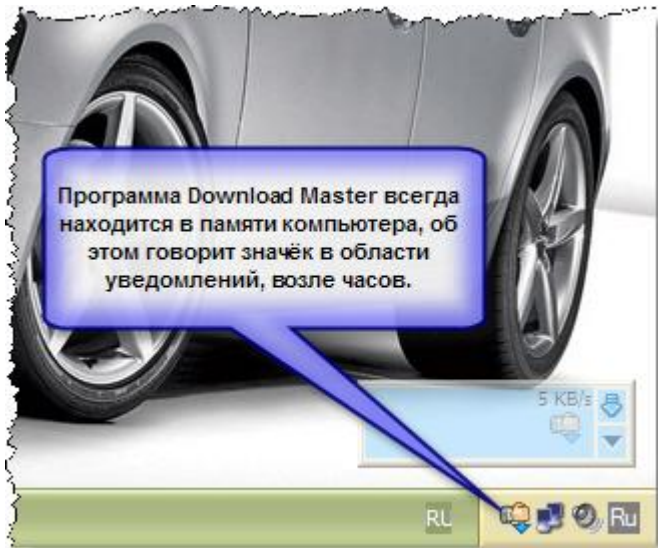 Программа Download Master всегда
находится в памяти компьютера, об
этом говорит значёк в области
уведомлений, возле часов.
5 KB/s
RU
Ru